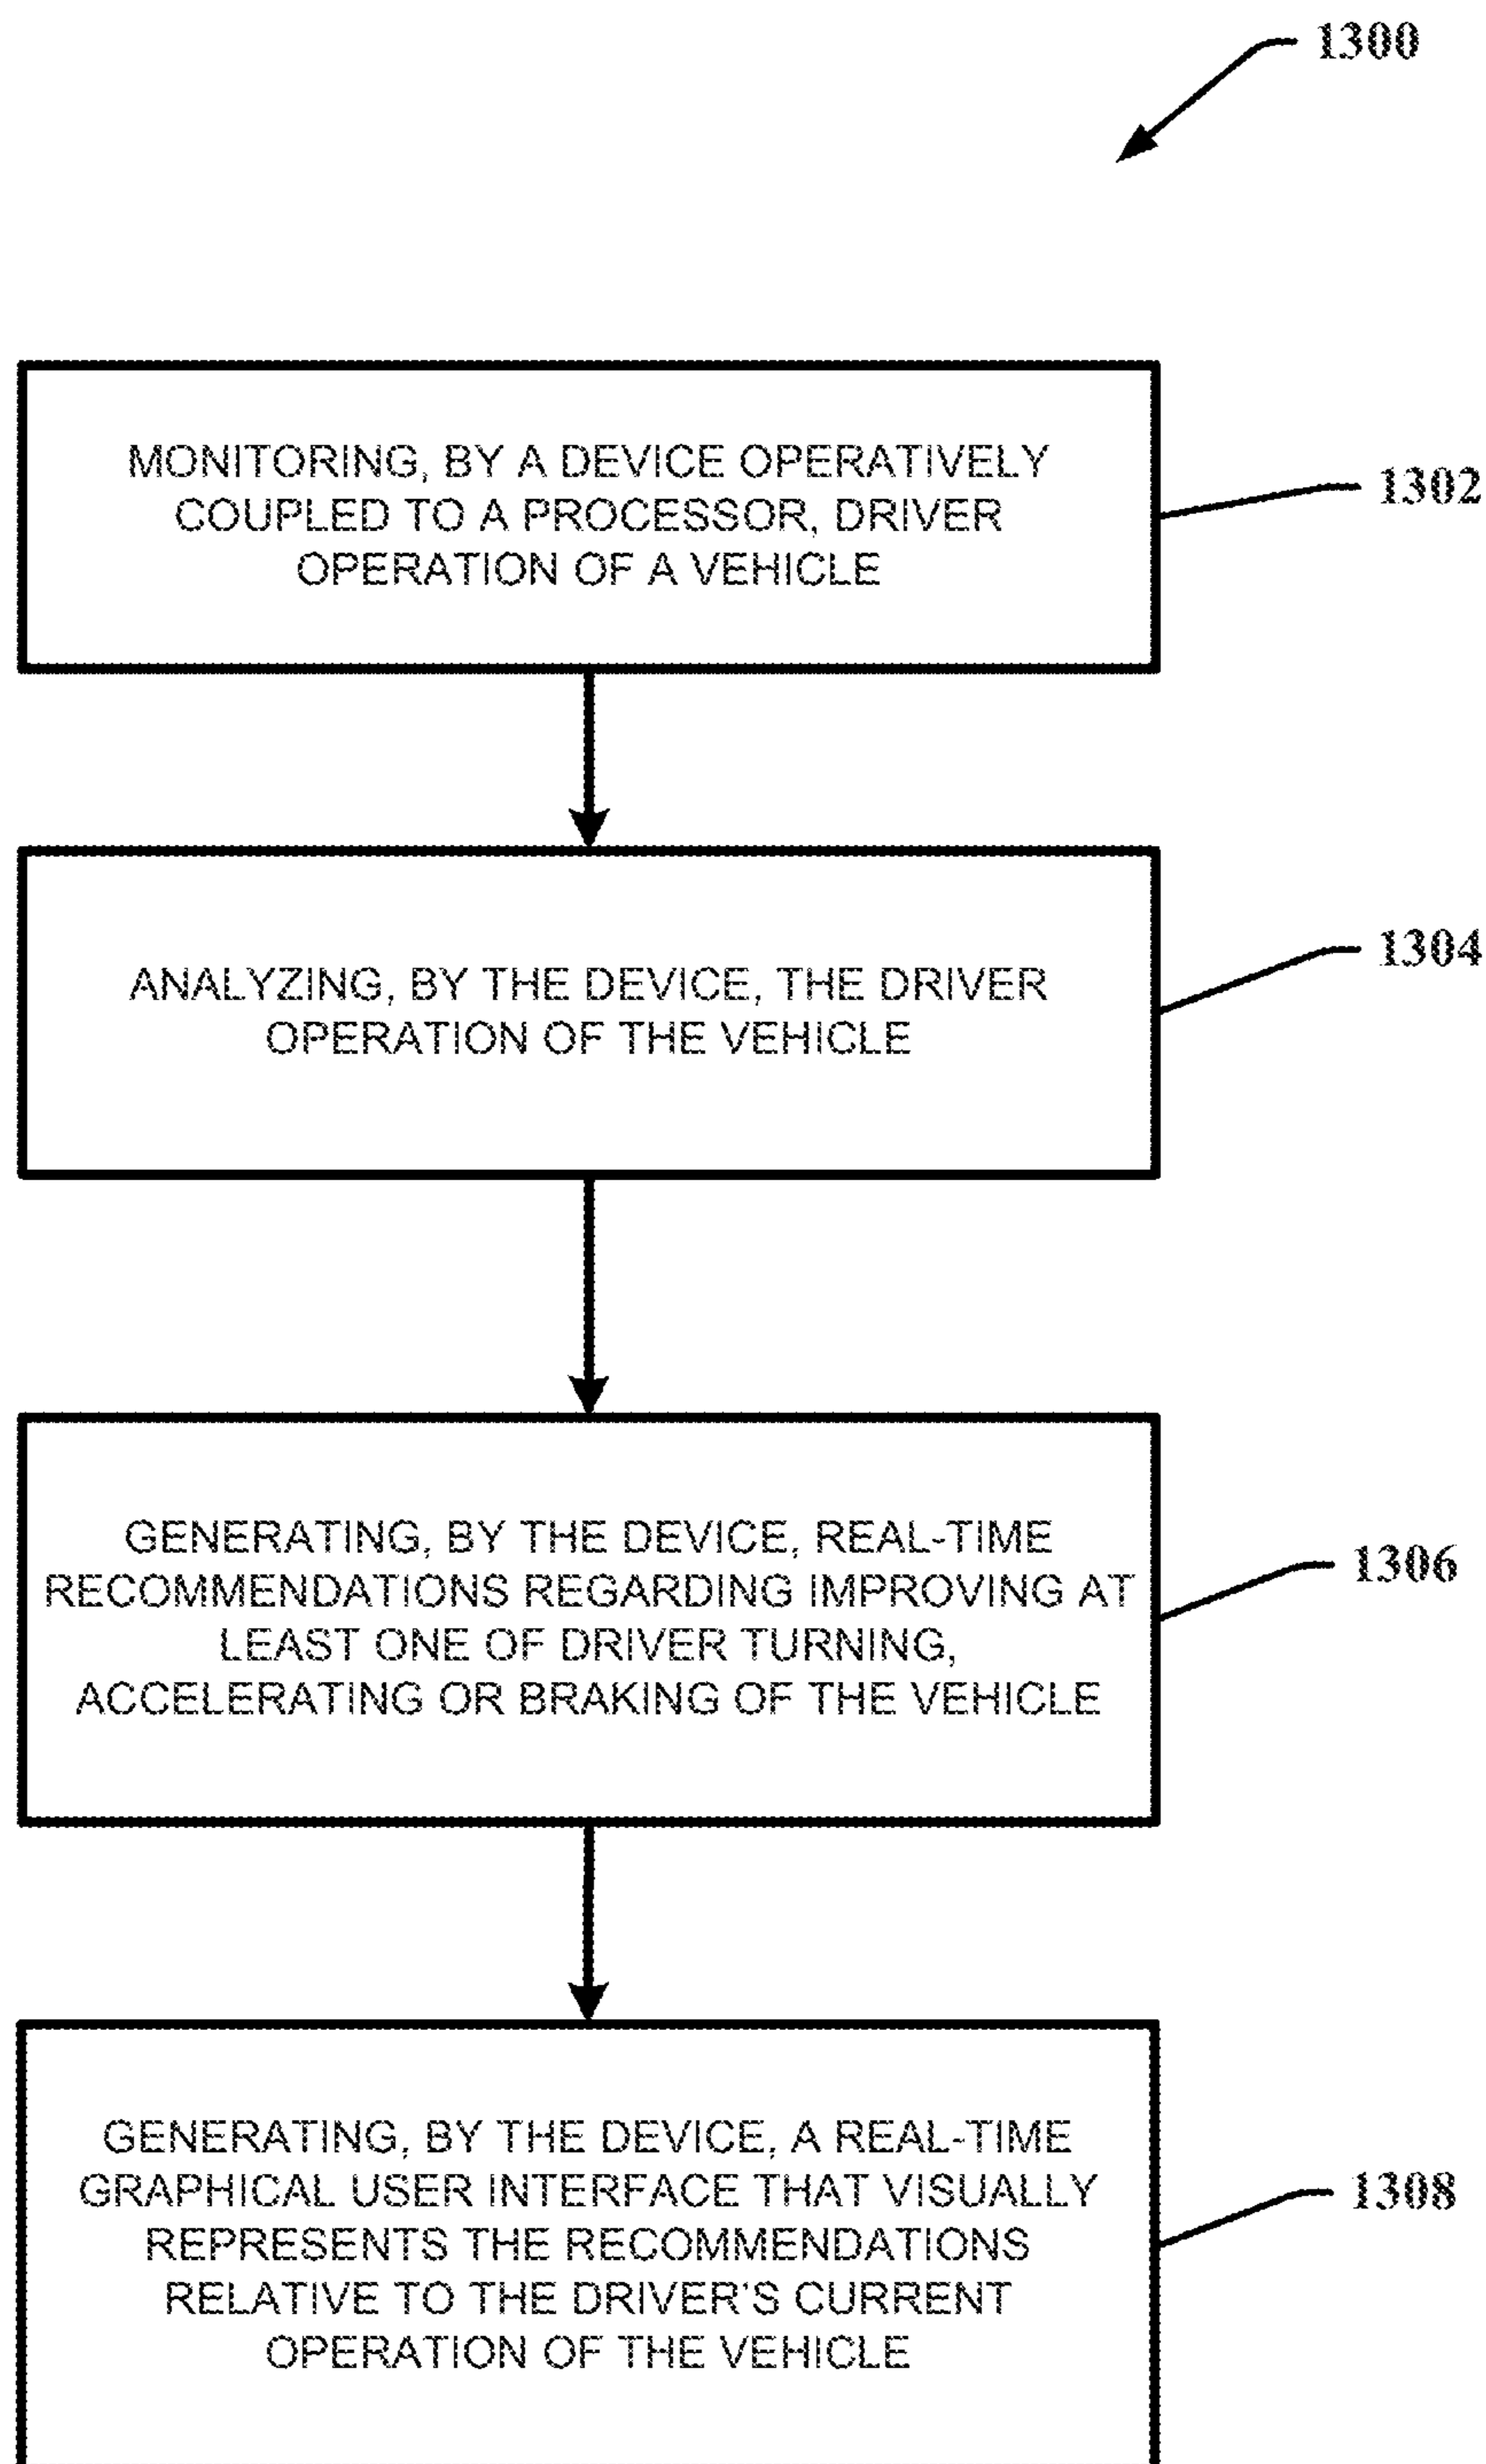 1300
MONITORING, BY A DEVICE OPERATIVELY
COUPLED TO A PROCESSOR, DRIVER
OPERATION OF A VEHICLE
1302
ANALYZING, BY THE DEVICE, THE DRIVER
OPERATION OF THE VEHICLE
1304
GENERATING, BY THE DEVICE, REAL-TIME
RECOMMENDATIONS REGARDING IMPROVING AT
LEAST ONE OF DRIVER TURNING,
ACCELERATING OR BRAKING OF THE VEHICLE
1306
GENERATING, BY THE DEVICE, A REAL-TIME
GRAPHICAL USER INTERFACE THAT VISUALLY
REPRESENTS THE RECOMMENDATIONS
RELATIVE TO THE DRIVER'S CURRENT
OPERATION OF THE VEHICLE
1308